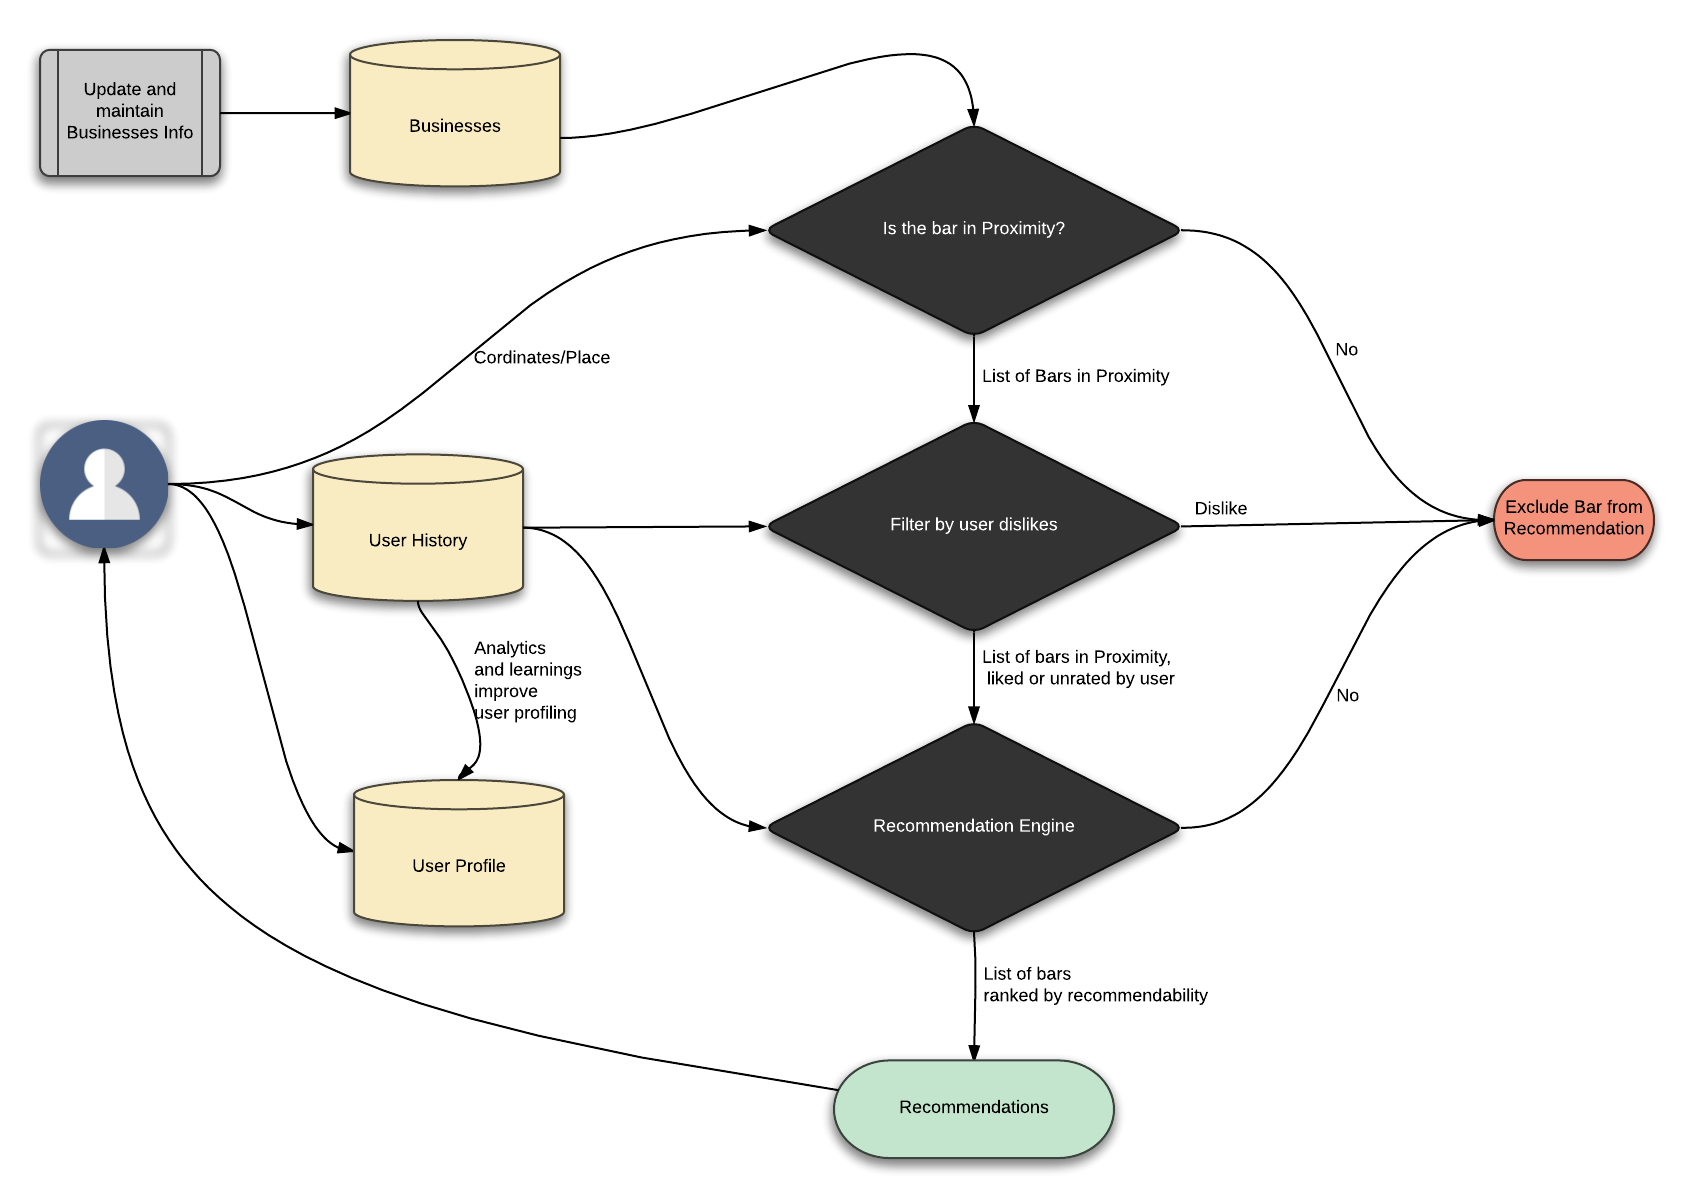 Update and
maintain
Businesses Info
Businesses
Is the bar in Proximity?
Cordinates/Place
No
List of Bars in Proximity
User History
Filter by user dislikes
Dislike
Exclude Bar from
Recommendation
Analytics
and learnings
improve
user profiling
List of bars in Proximity,
liked or unrated by user
No
User Profile
Recommendation Engine
List of bars
ranked by recommendability
Recommendations